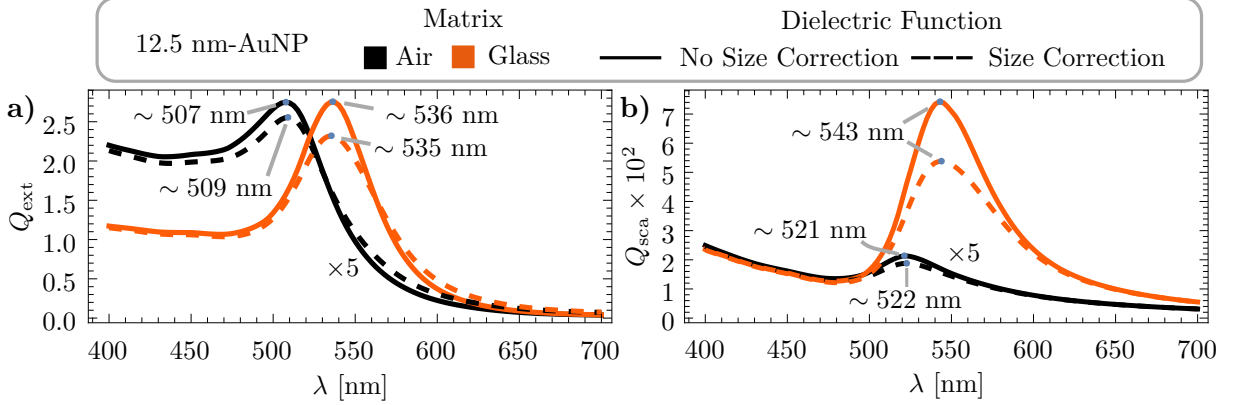 12.5 nm-AuNP
Matrix
Air Glass
Dielectric Function
No Size Correction Size Correction
a)
Q_ext
2.5
2.0
1.5
1.0
0.5
0.0
∼ 507 nm
∼ 509 nm
∼ 536 nm
∼ 535 nm
×5
400 450 500 550 600 650 700
λ [nm]
b)
Q_sca × 10²
7
6
5
4
3
2
1
0
∼ 543 nm
∼ 521 nm
×5
∼ 522 nm
400 450 500 550 600 650 700
λ [nm]